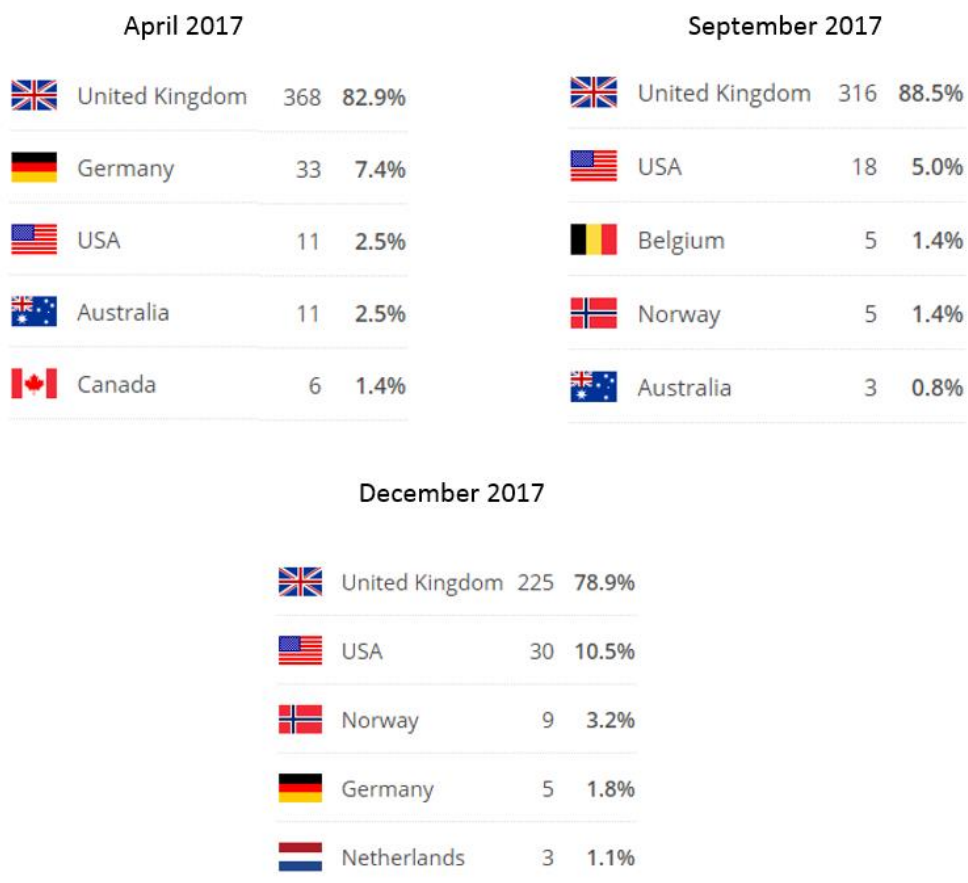 April 2017
United Kingdom 368 82.9%
Germany 33 7.4%
USA 11 2.5%
Australia 11 2.5%
Canada 6 1.4%
September 2017
United Kingdom 316 88.5%
USA 18 5.0%
Belgium 5 1.4%
Norway 5 1.4%
Australia 3 0.8%
December 2017
United Kingdom 225 78.9%
USA 30 10.5%
Norway 9 3.2%
Germany 5 1.8%
Netherlands 3 1.1%